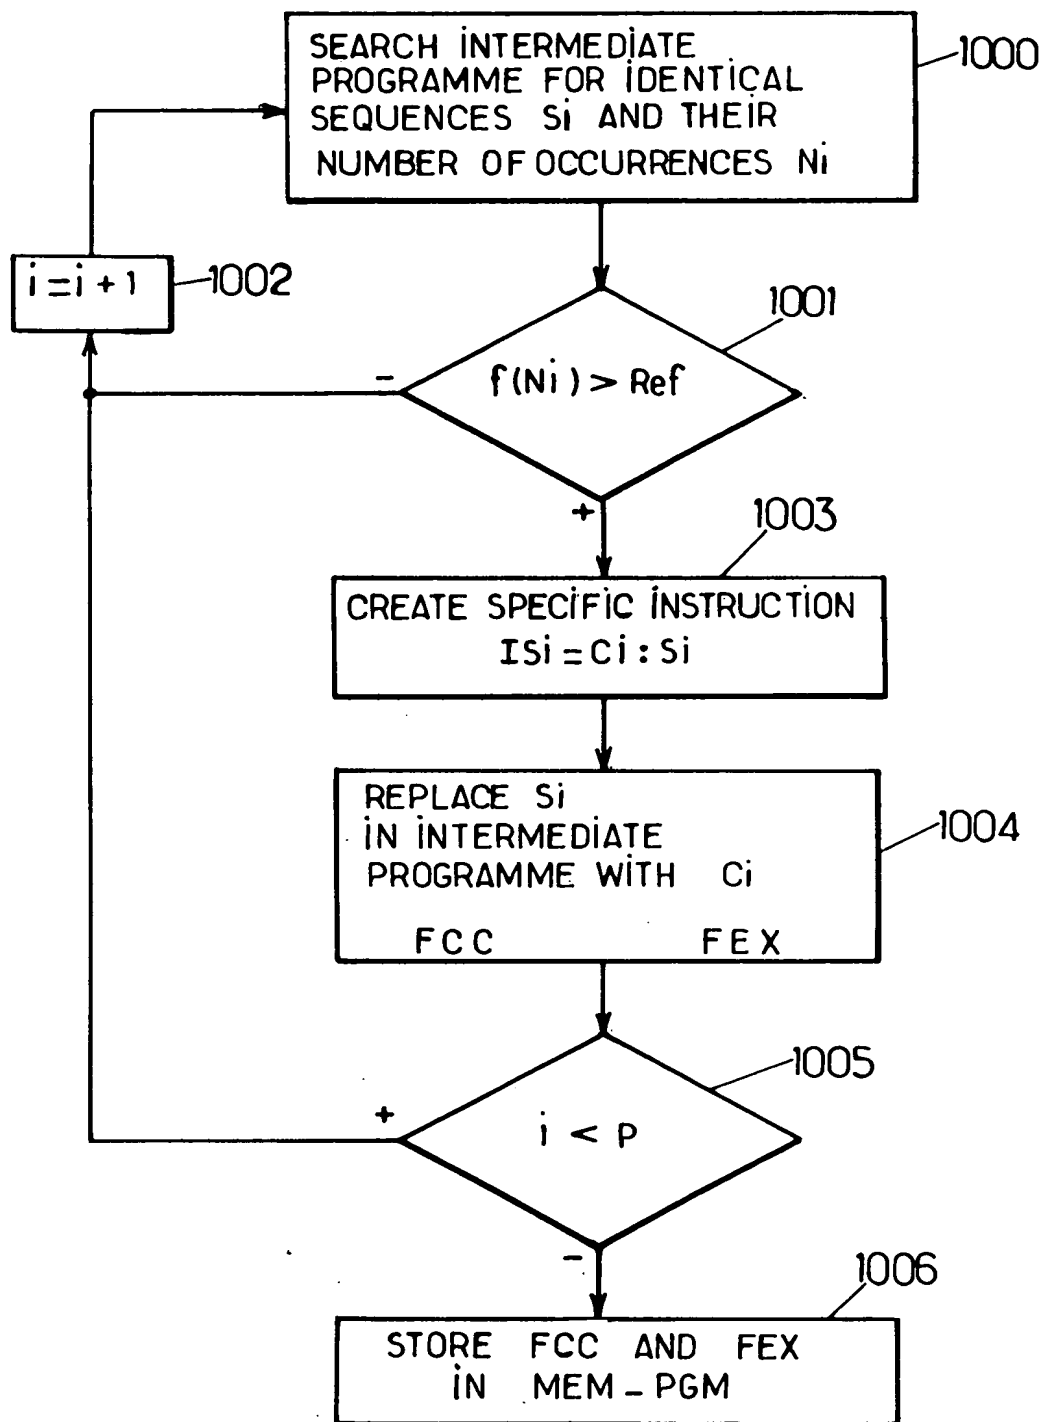 SEARCH INTERMEDIATE
PROGRAMME FOR IDENTICAL
SEQUENCES Si AND THEIR
NUMBER OF OCCURRENCES Ni
1000
i=i+1
1002
1001
f(Ni) > Ref
-
+
1003
CREATE SPECIFIC INSTRUCTION
ISi=Ci:Si
REPLACE Si
IN INTERMEDIATE
PROGRAMME WITH Ci
FCC FEX
1004
1005
+
i < P
-
1006
STORE FCC AND FEX
IN MEM-PGM